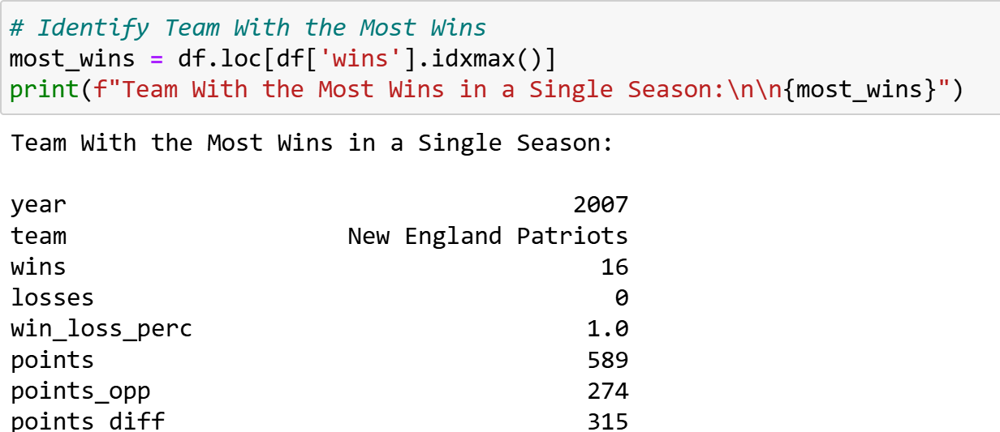 # Identify Team With the Most Wins
most_wins = df.loc[df['wins'].idxmax()]
print(f"Team With the Most Wins in a Single Season:\n\n{most_wins}")
Team With the Most Wins in a Single Season:
year 2007
team New England Patriots
wins 16
losses 0
win_loss_perc 1.0
points 589
points_opp 274
points_diff 315